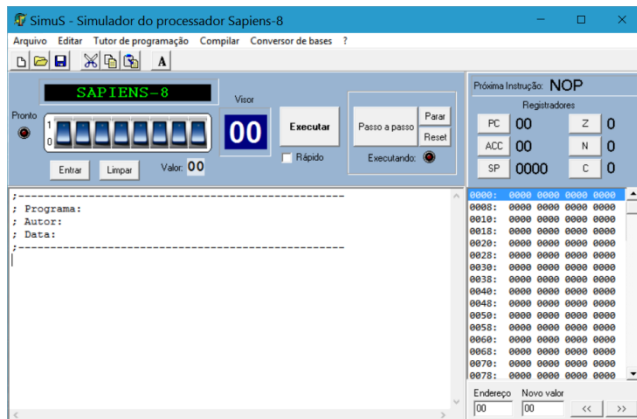 SimuS - Simulador do processador Sapiens-8
Arquivo Editar Tutor de programação Compilar Conversor de bases ?
A
SAPIENS-8
Visor
Pronto
1
0
00
Executar
Rápido
Passo a passo
Parar
Reset
Executando:
Entrar
Limpar
Valor: 00
Próxima Instrução: NOP
Registradores
PC 00 Z 0
ACC 00 N 0
SP 0000 C 0
;-------------------------------------------------
; Programa:
; Autor:
; Data:
;-------------------------------------------------
0000: 0000 0000 0000 0000
0008: 0000 0000 0000 0000
0010: 0000 0000 0000 0000
0018: 0000 0000 0000 0000
0020: 0000 0000 0000 0000
0028: 0000 0000 0000 0000
0030: 0000 0000 0000 0000
0038: 0000 0000 0000 0000
0040: 0000 0000 0000 0000
0048: 0000 0000 0000 0000
0050: 0000 0000 0000 0000
0058: 0000 0000 0000 0000
0060: 0000 0000 0000 0000
0068: 0000 0000 0000 0000
0070: 0000 0000 0000 0000
0078: 0000 0000 0000 0000
Endereço Novo valor
00 00 << >>